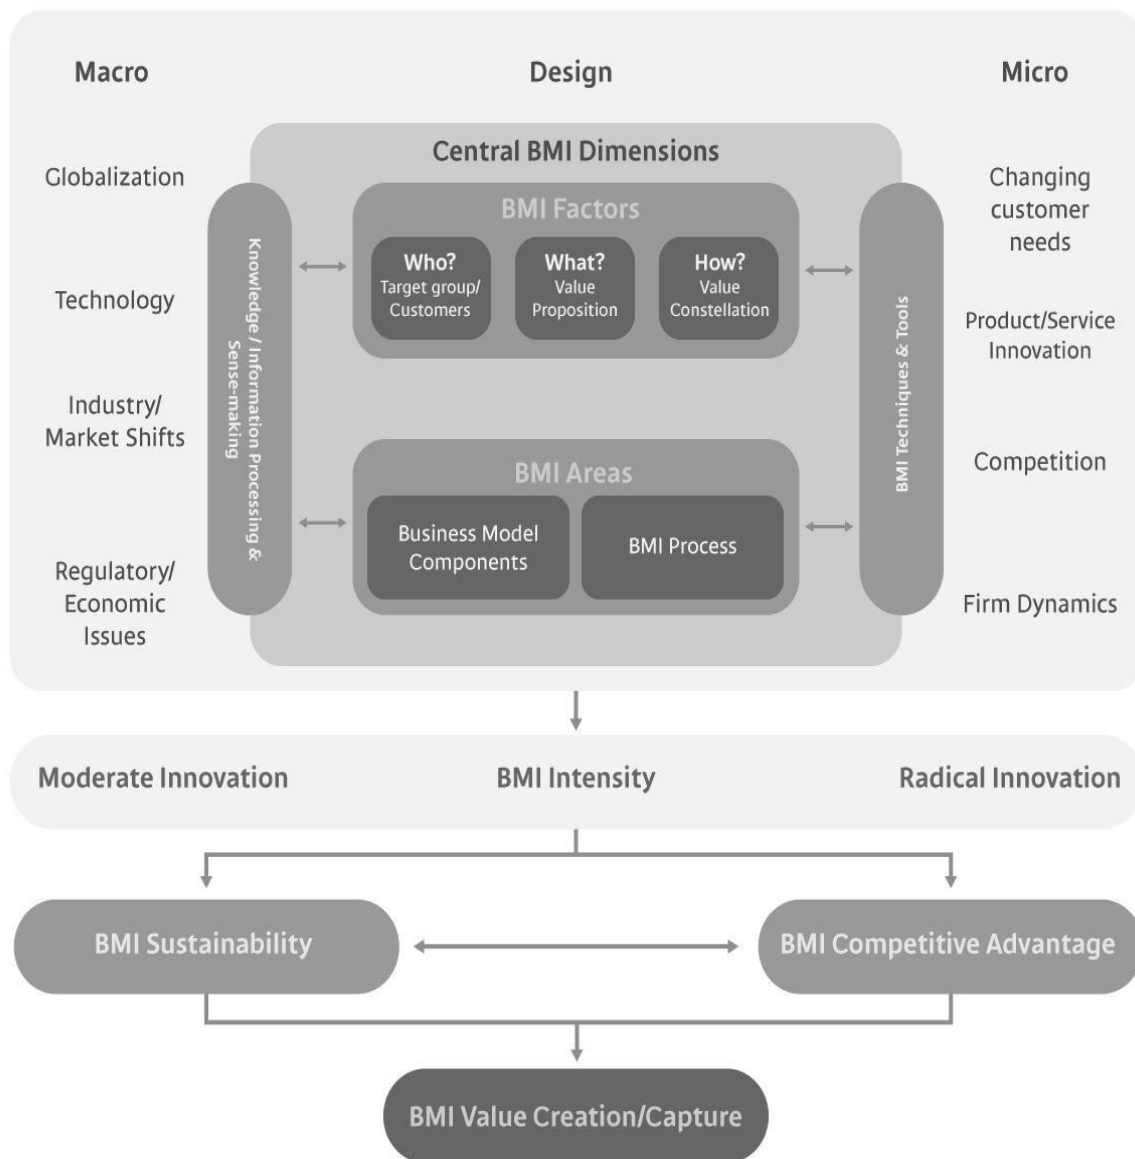 Macro
Design
Micro
Central BMI Dimensions
Globalization
Technology
Industry/
Market Shifts
Regulatory/
Economic
Issues
Knowledge / Information Processing &
Sense-making
BMI Factors
Who?
Target group/
Customers
What?
Value
Proposition
How?
Value
Constellation
BMI Areas
Business Model
Components
BMI Process
BMI Techniques & Tools
Changing
customer
needs
Product/Service
Innovation
Competition
Firm Dynamics
Moderate Innovation
BMI Intensity
Radical Innovation
BMI Sustainability
BMI Competitive Advantage
BMI Value Creation/Capture